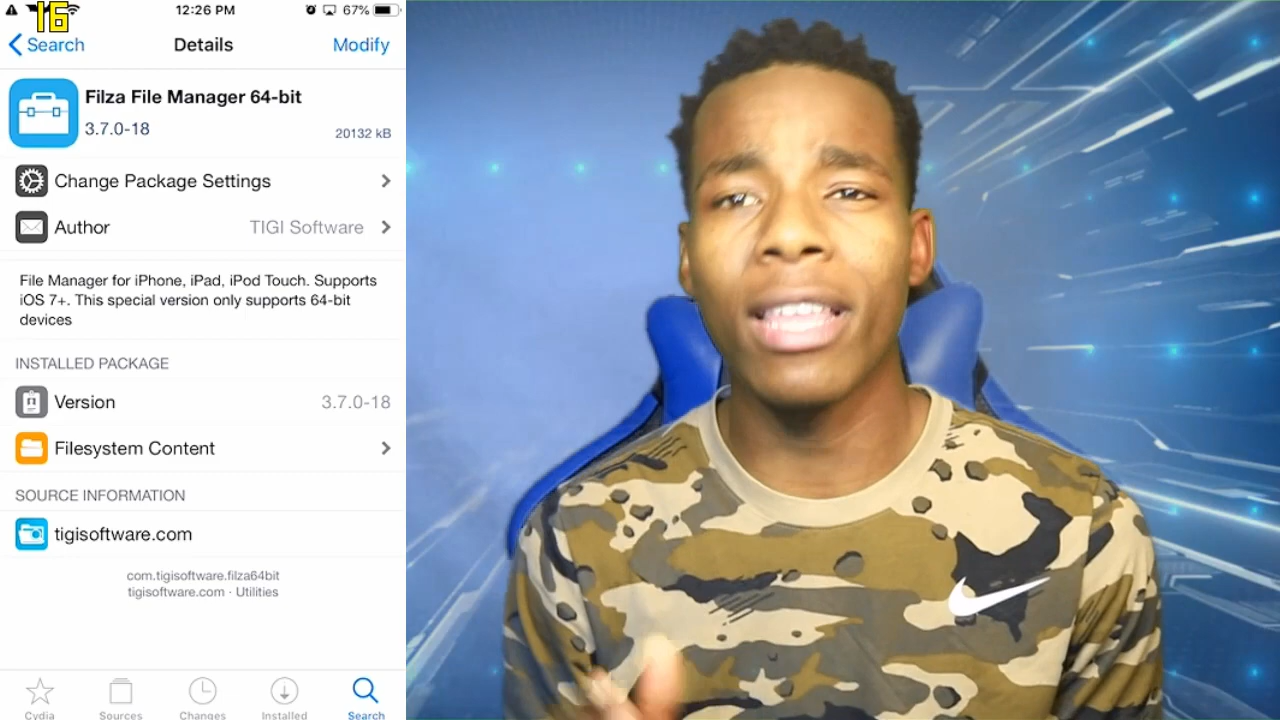 16
12:26 PM
67%
Search
Details
Modify
Filza File Manager 64-bit
3.7.0-18
20132 kB
Change Package Settings
Author
TIGI Software
File Manager for iPhone, iPad, iPod Touch. Supports
iOS 7+. This special version only supports 64-bit
devices
INSTALLED PACKAGE
Version
3.7.0-18
Filesystem Content
SOURCE INFORMATION
tigisoftware.com
com.tigisoftware.filza64bit
tigisoftware.com · Utilities
Cydia
Sources
Changes
Installed
Search